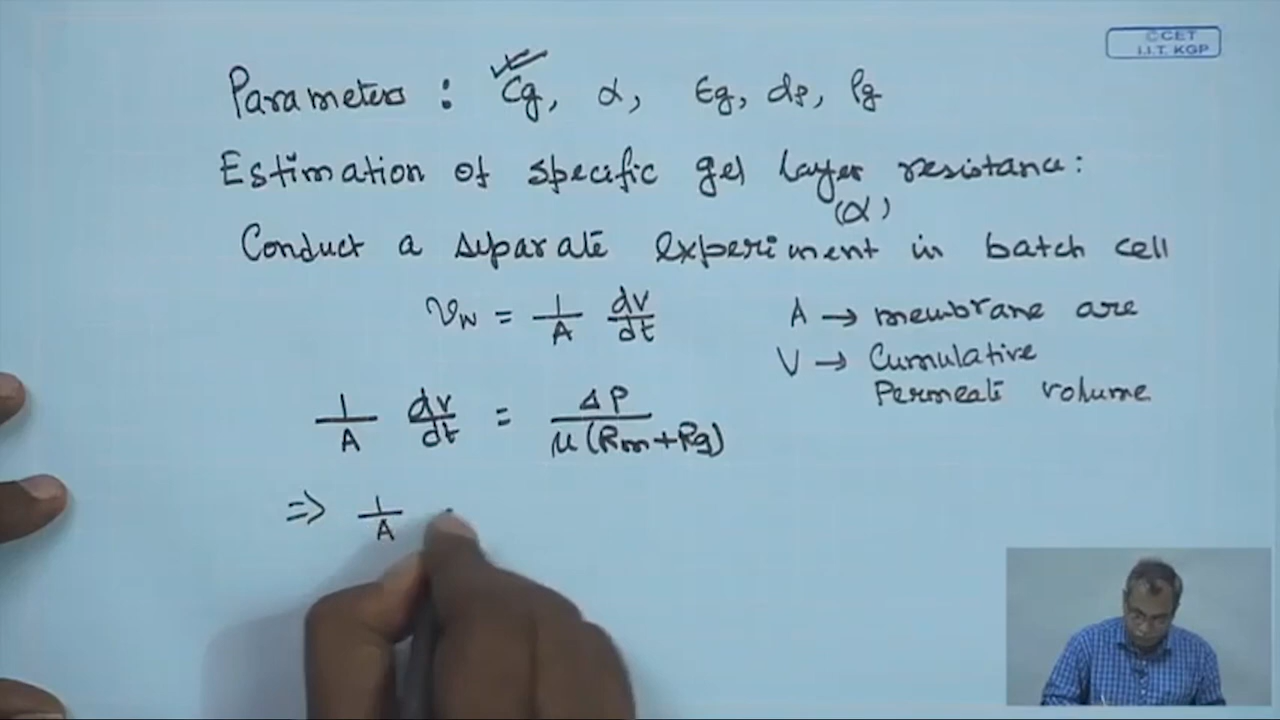 © CET
I.I.T. KGP
Parameters : Cg, α, εg, dp, ρg
Estimation of specific gel layer resistance:
(α)
Conduct a separate experiment in batch cell
vw = 1/A dV/dt
A → membrane are
V → Cumulative
Permeate volume
1/A dV/dt = ΔP/μ(Rm+Rg)
⇒ 1/A